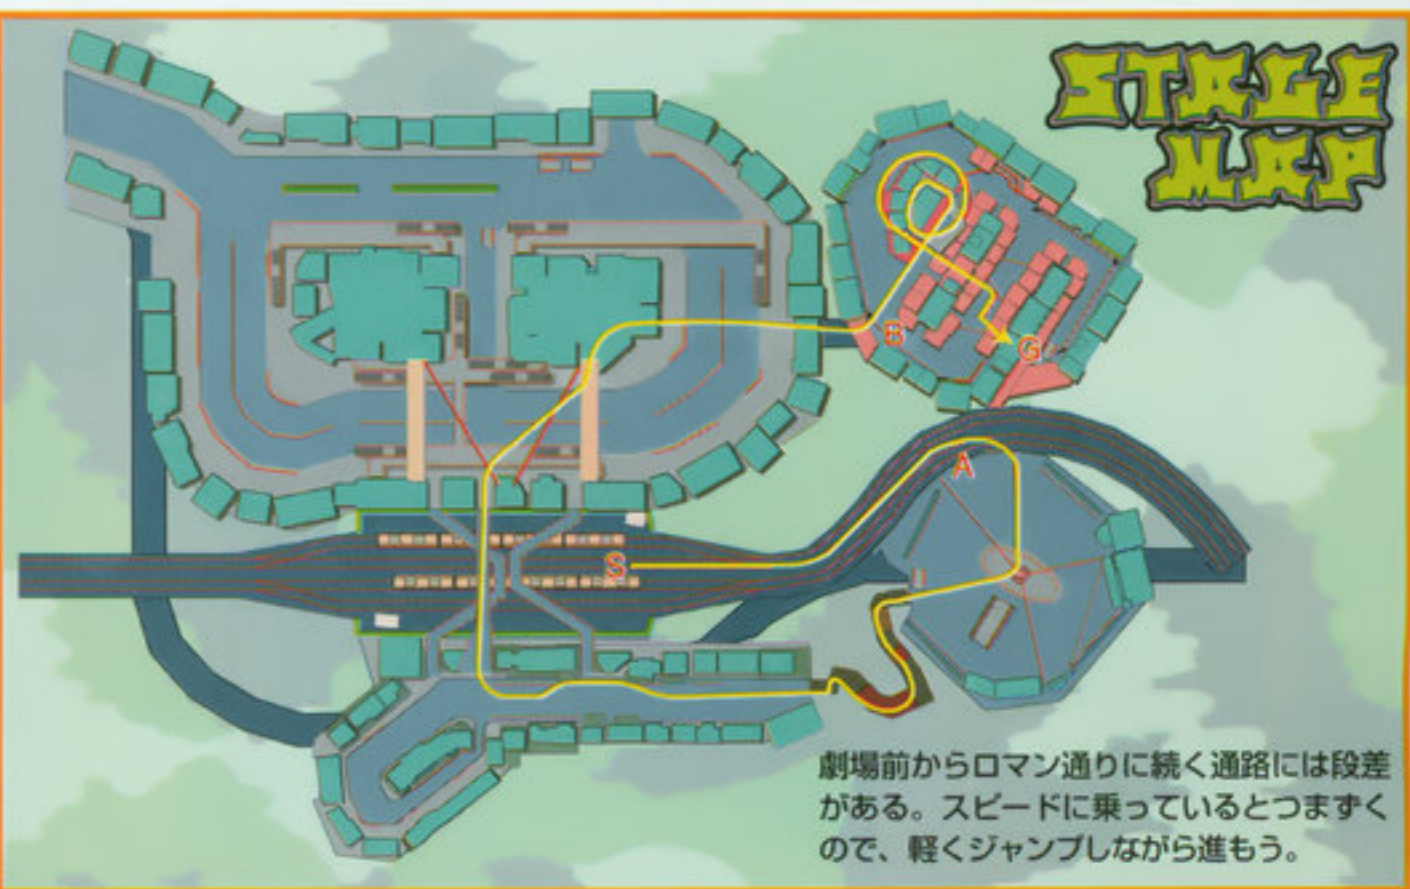 STAGE
MAP
B
G
A
S
劇場前からロマン通りに続く通路には段差
がある。スピードに乗っているとつまずく
ので、軽くジャンプしながら進もう。